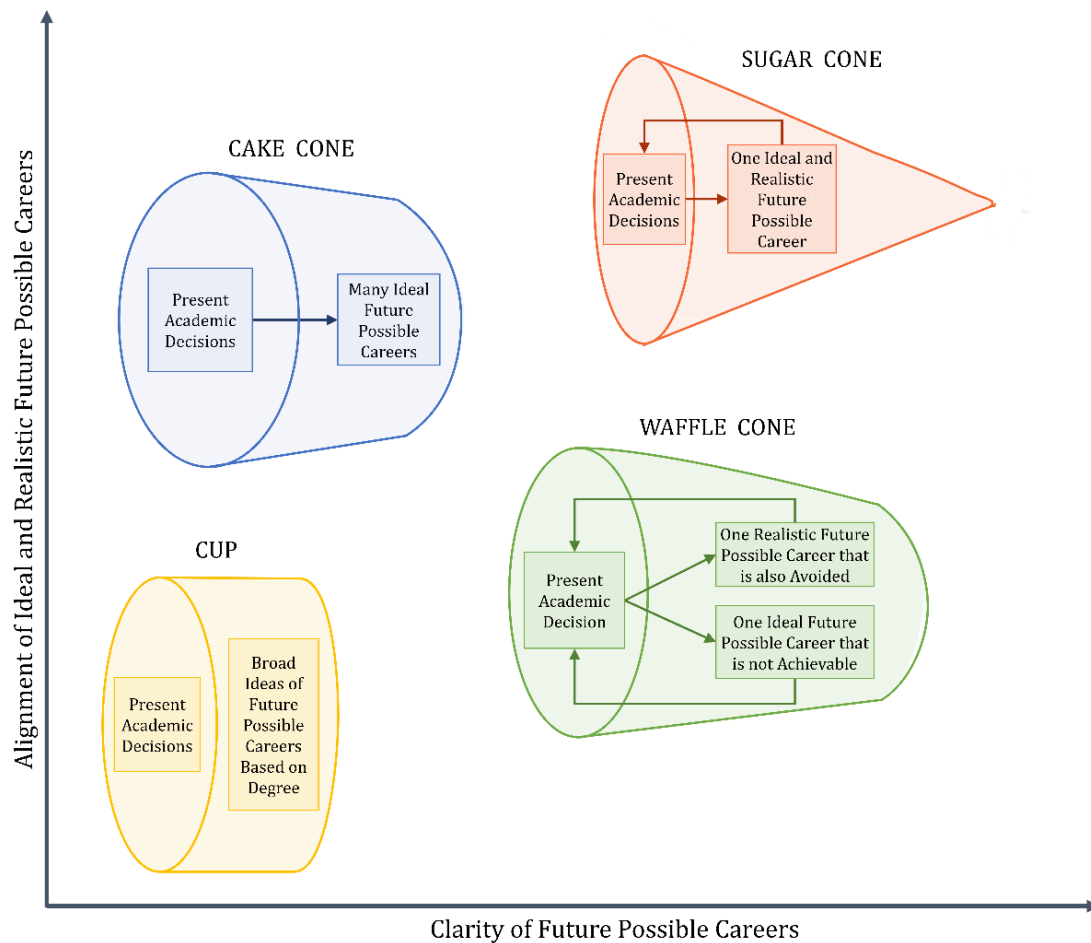 Alignment of Ideal and Realistic Future Possible Careers
SUGAR CONE
Present
Academic
Decisions
One Ideal and
Realistic
Future
Possible
Career
CAKE CONE
Present
Academic
Decisions
Many Ideal
Future
Possible
Careers
WAFFLE CONE
Present
Academic
Decision
One Realistic Future
Possible Career that
is also Avoided
One Ideal Future
Possible Career that
is not Achievable
CUP
Present
Academic
Decisions
Broad
Ideas of
Future
Possible
Careers
Based on
Degree
Clarity of Future Possible Careers